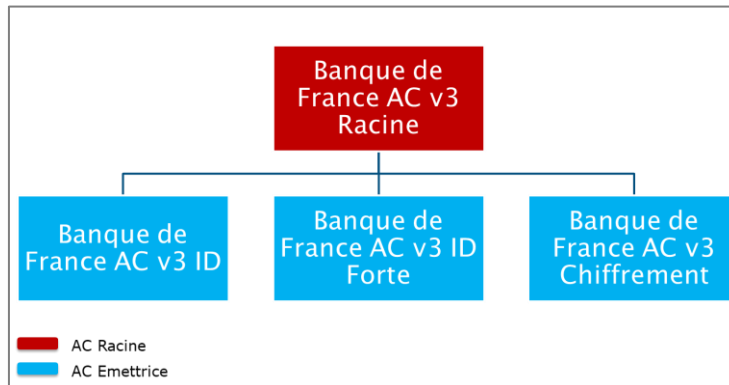 Banque de
France AC v3
Racine
Banque de
France AC v3 ID
Banque de
France AC v3 ID
Forte
Banque de
France AC v3
Chiffrement
AC Racine
AC Emettrice